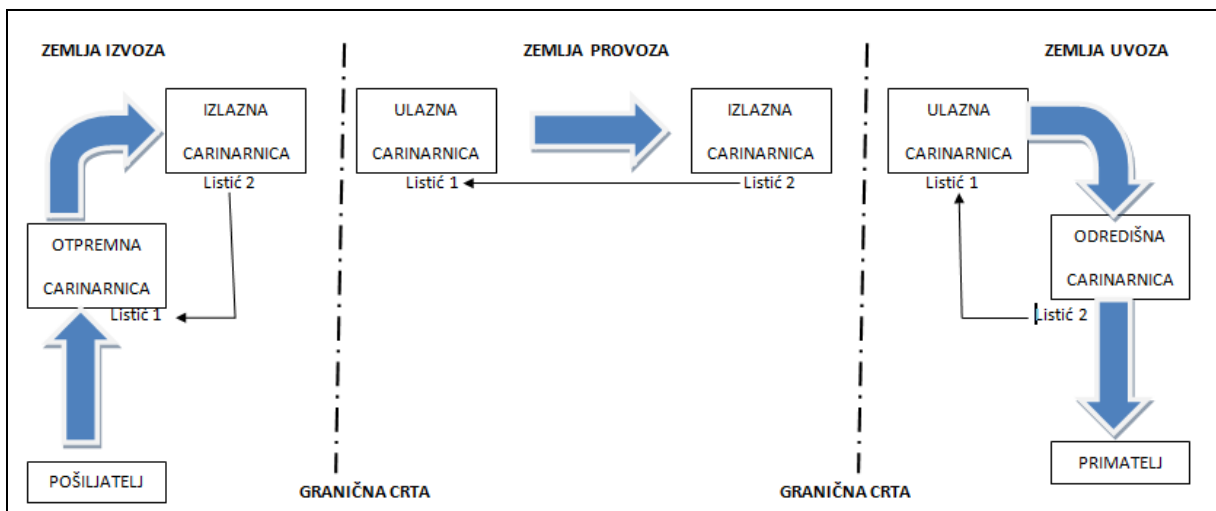 ZEMLJA IZVOZA
ZEMLJA PROVOZA
ZEMLJA UVOZA
IZLAZNA
CARINARNICA
Listić 2
ULAZNA
CARINARNICA
Listić 1
IZLAZNA
CARINARNICA
Listić 2
ULAZNA
CARINARNICA
Listić 1
OTPREMNA
CARINARNICA
Listić 1
ODREDIŠNA
CARINARNICA
Listić 2
POŠILJATELJ
PRIMATELJ
GRANIČNA CRTA
GRANIČNA CRTA